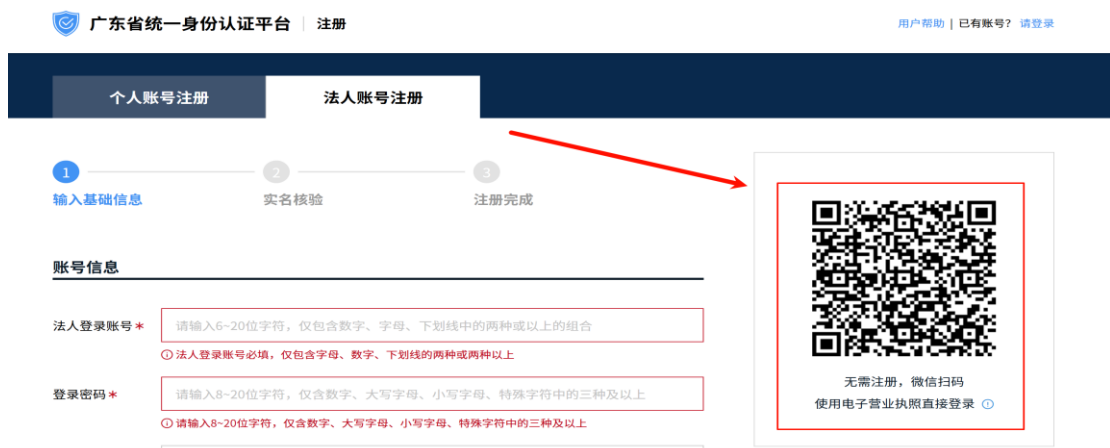 广东省统一身份认证平台 | 注册
用户帮助 | 已有账号? 请登录
个人账号注册
法人账号注册
1
2
3
输入基础信息
实名核验
注册完成
账号信息
法人登录账号*
请输入6~20位字符，仅包含数字、字母、下划线中的两种或以上的组合
法人登录账号必填，仅包含字母、数字、下划线的两种或两种以上
登录密码*
请输入8~20位字符，仅含数字、大写字母、小写字母、特殊字符中的三种及以上
请输入8~20位字符，仅含数字、大写字母、小写字母、特殊字符中的三种及以上
无需注册，微信扫码
使用电子营业执照直接登录